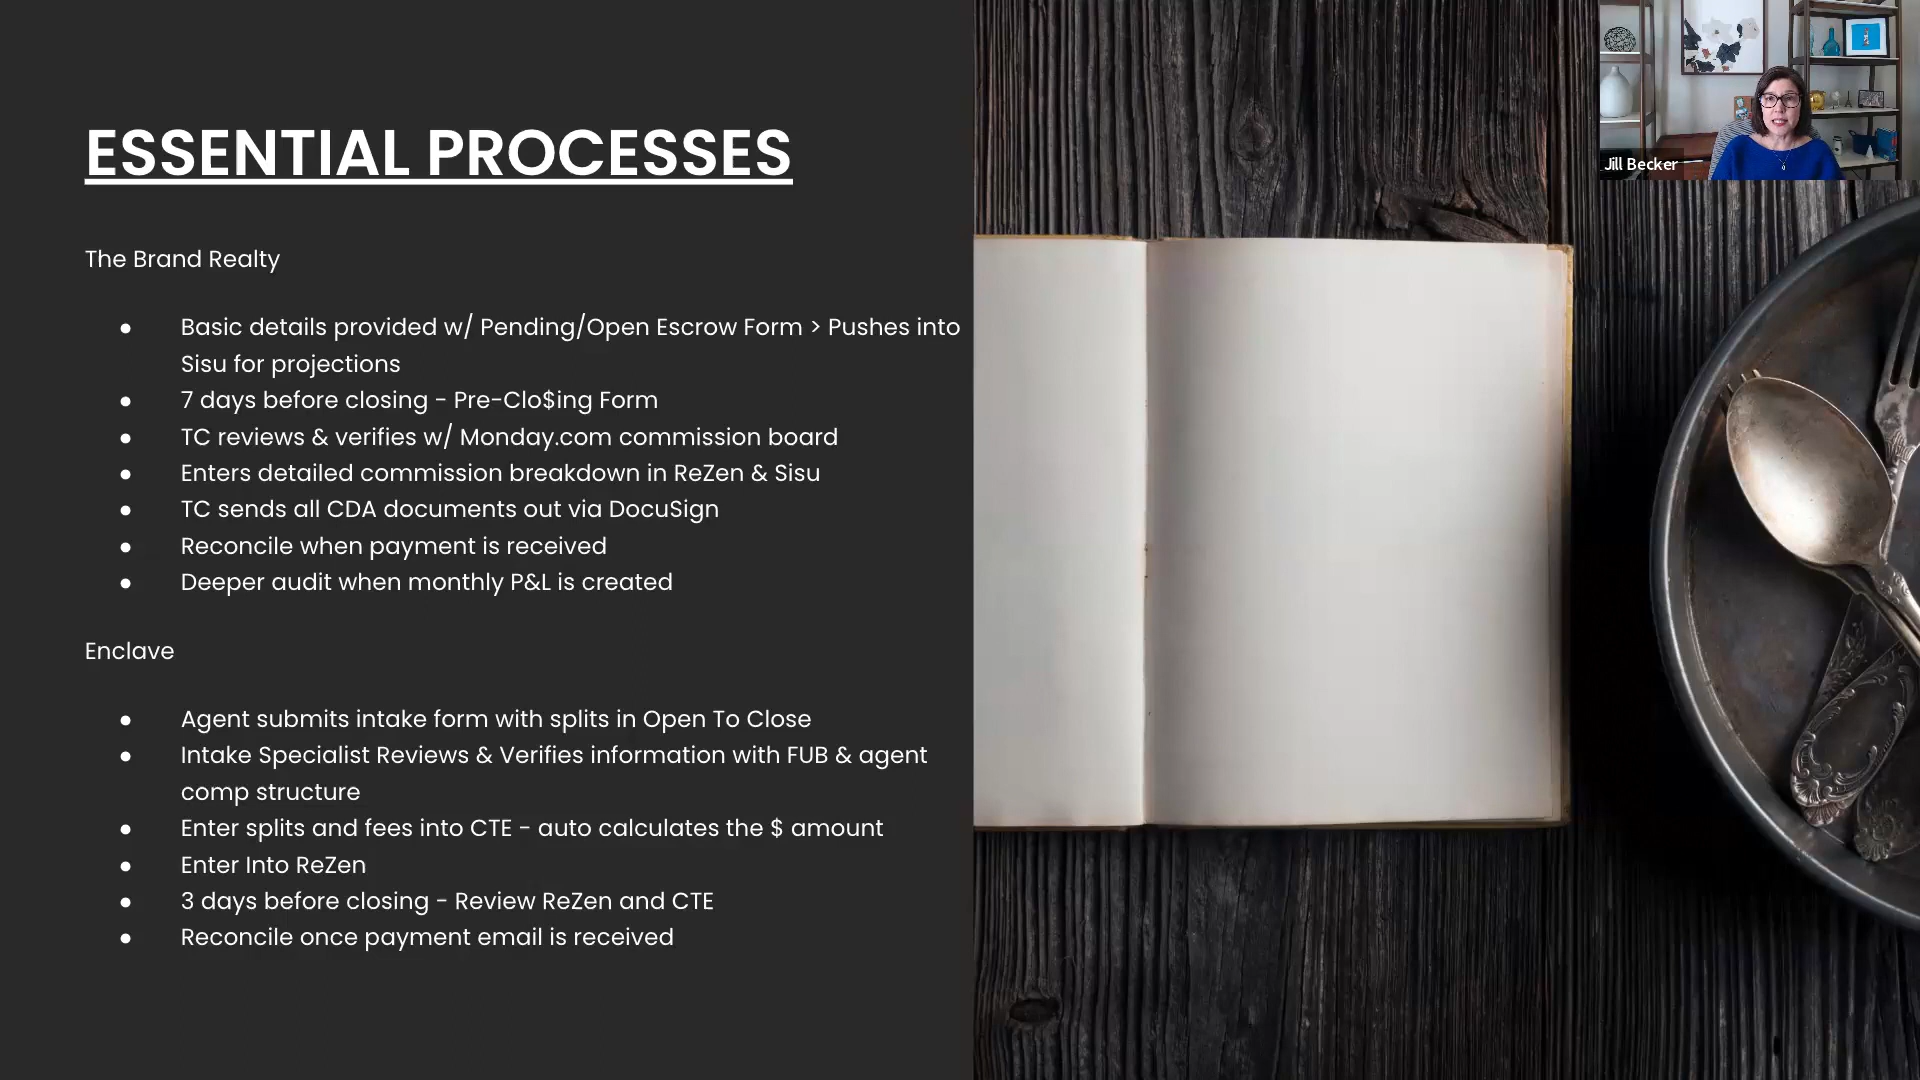 ESSENTIAL PROCESSES
Jill Becker
The Brand Realty
● Basic details provided w/ Pending/Open Escrow Form > Pushes into
Sisu for projections
● 7 days before closing - Pre-Clo$ing Form
● TC reviews & verifies w/ Monday.com commission board
● Enters detailed commission breakdown in ReZen & Sisu
● TC sends all CDA documents out via DocuSign
● Reconcile when payment is received
● Deeper audit when monthly P&L is created
Enclave
● Agent submits intake form with splits in Open To Close
● Intake Specialist Reviews & Verifies information with FUB & agent
comp structure
● Enter splits and fees into CTE - auto calculates the $ amount
● Enter Into ReZen
● 3 days before closing - Review ReZen and CTE
● Reconcile once payment email is received